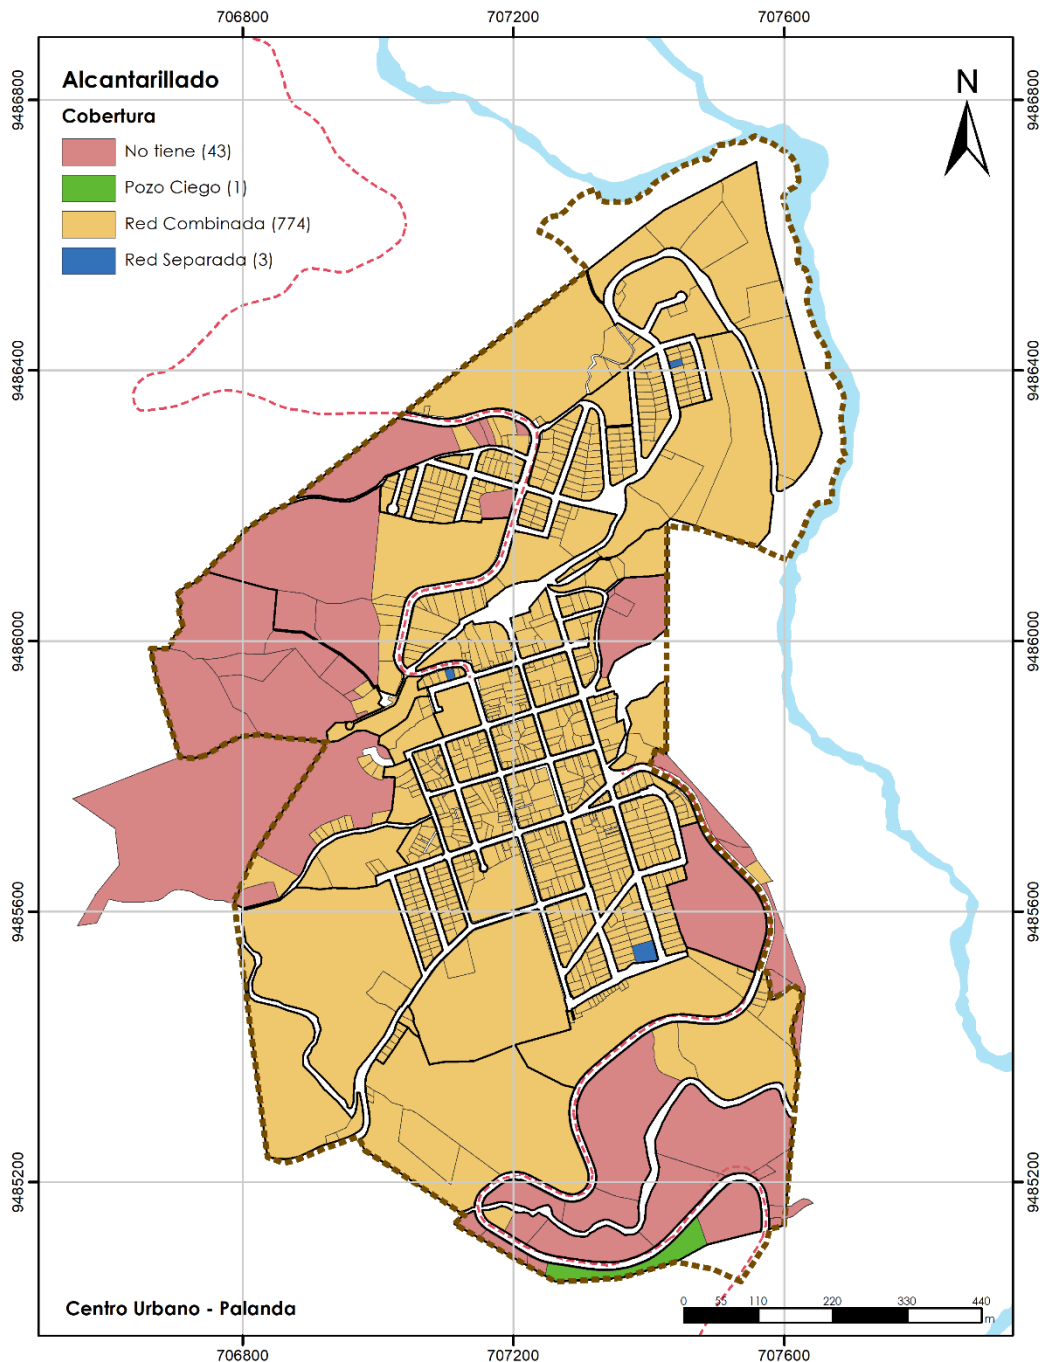 706800
707200
707600
Alcantarillado
Cobertura
No tiene (43)
Pozo Ciego (1)
Red Combinada (774)
Red Separada (3)
N
9486800
9486800
9486400
9486400
9486000
9486000
9485600
9485600
9485200
9485200
Centro Urbano - Palanda
0 55 110 220 330 440
m
706800
707200
707600